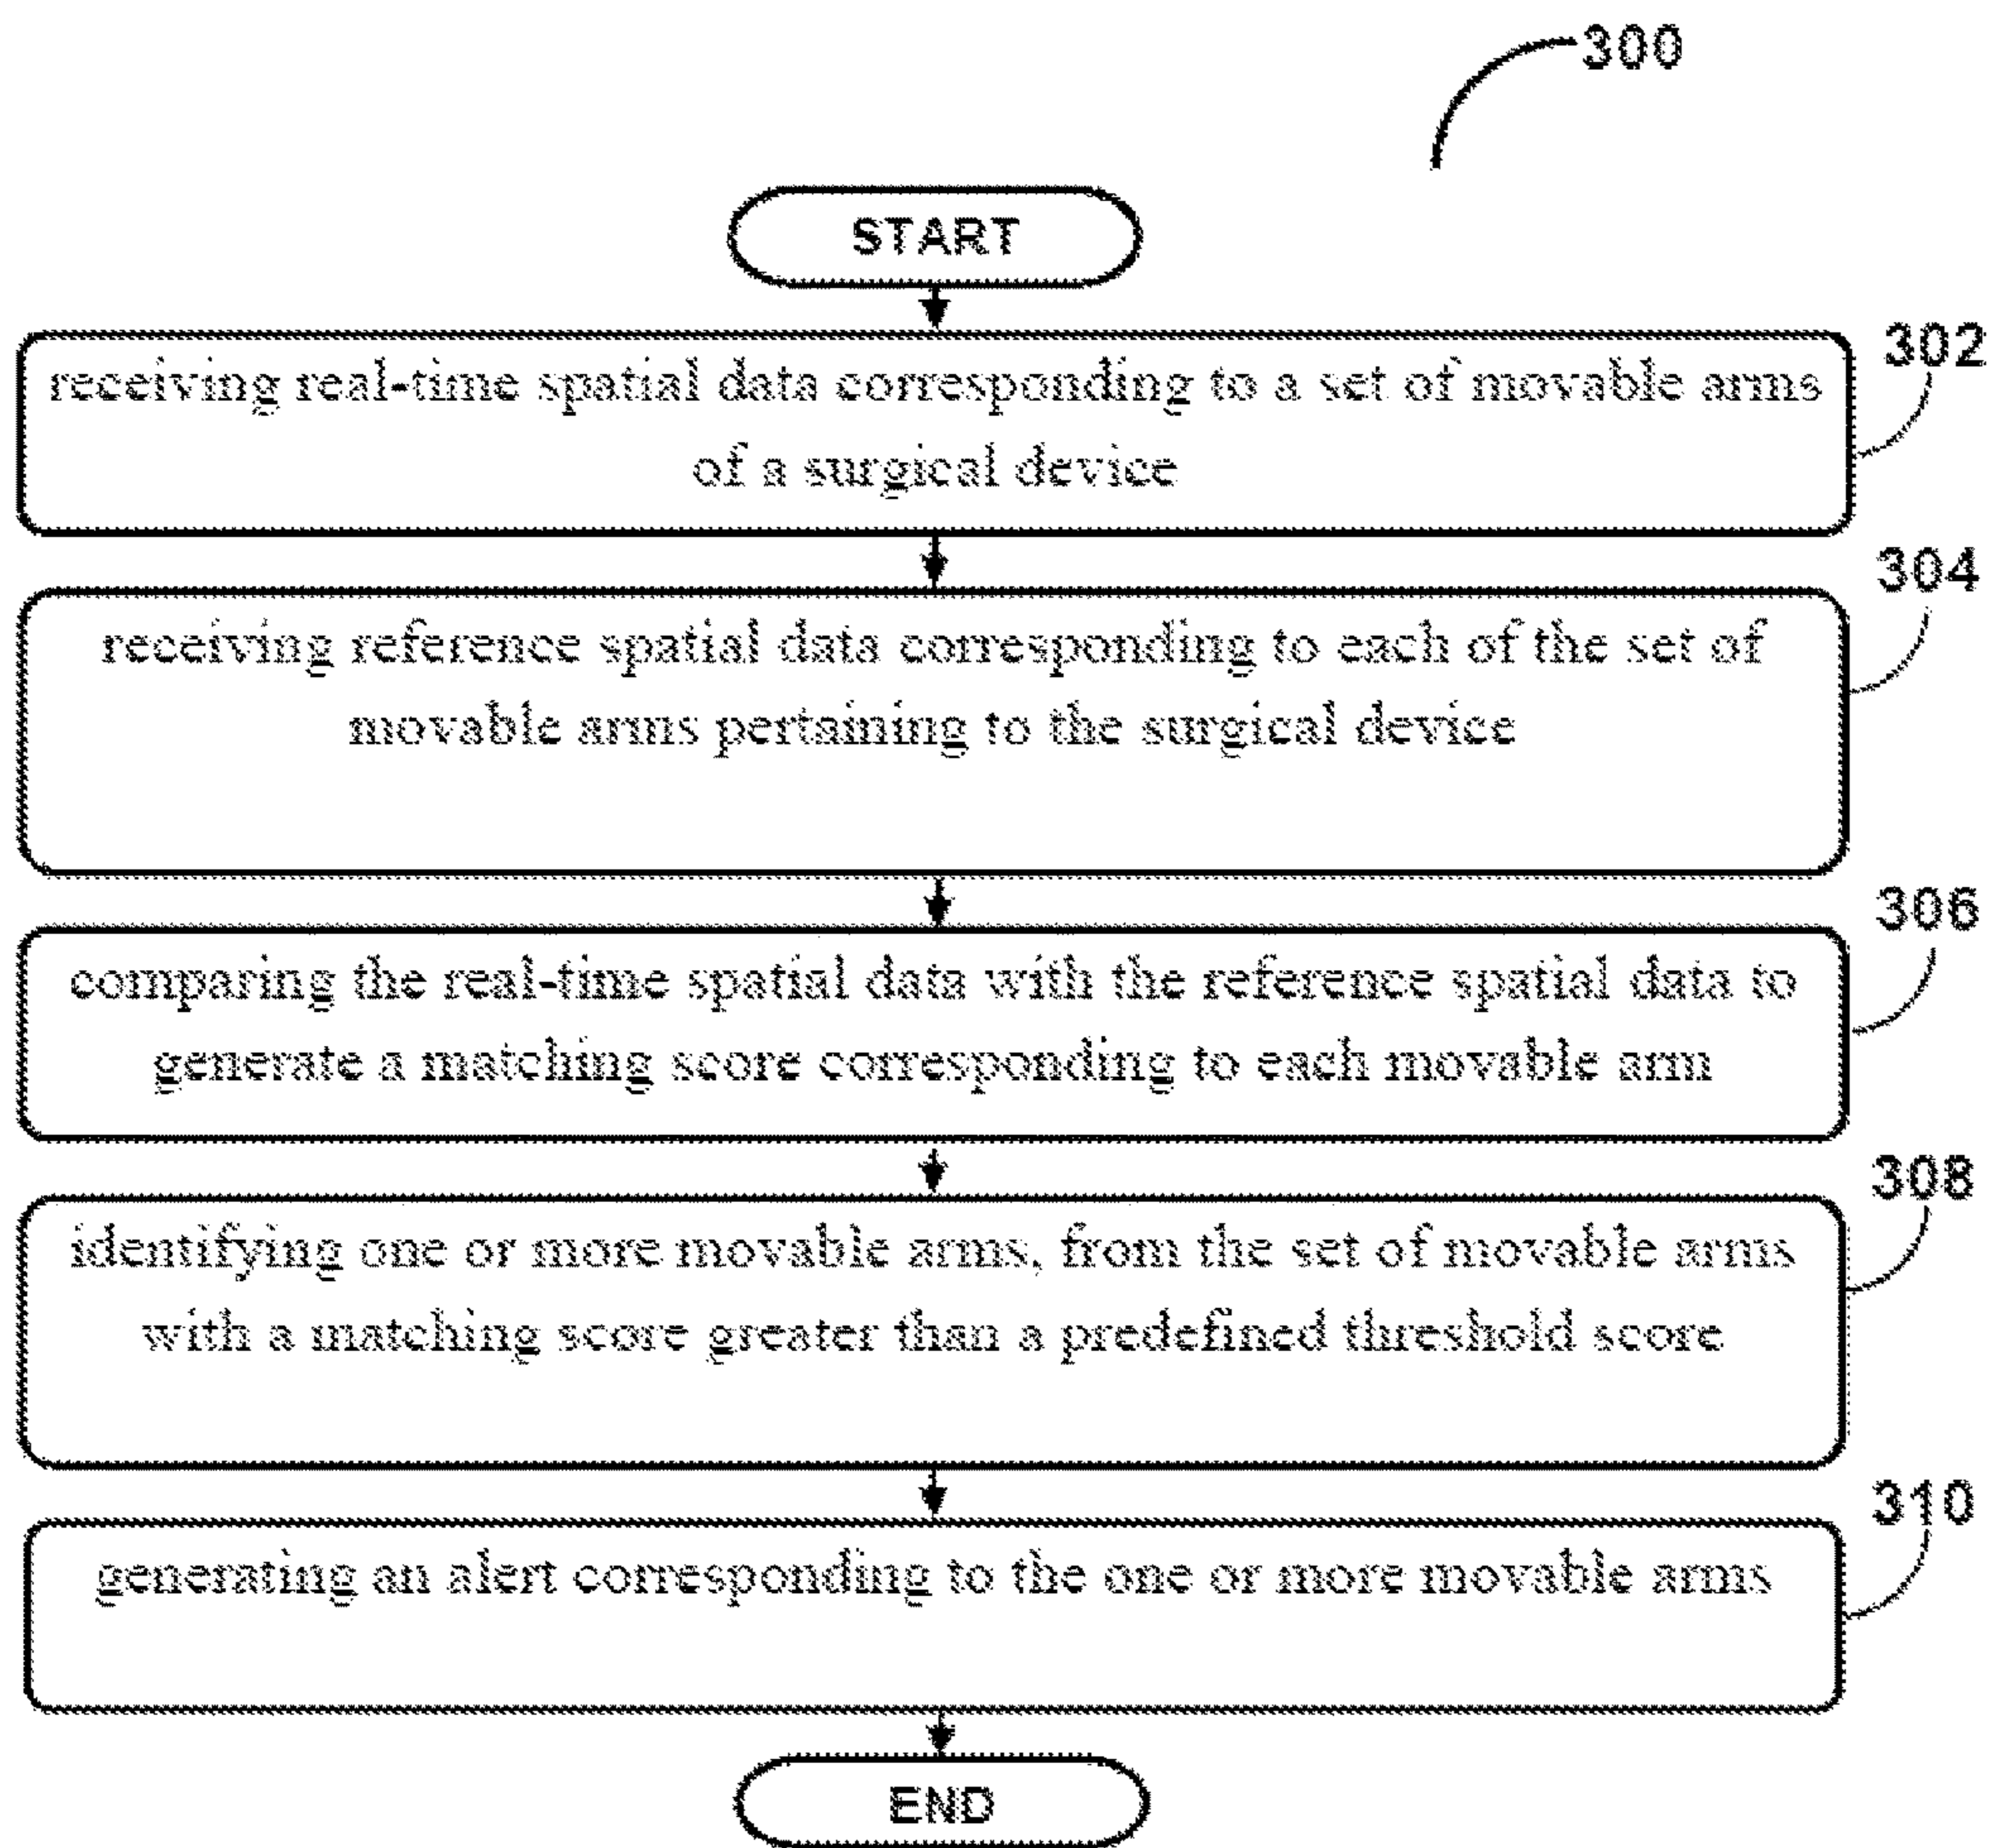 300
START
302
receiving real-time spatial data corresponding to a set of movable arms
of a surgical device
304
receiving reference spatial data corresponding to each of the set of
movable arms pertaining to the surgical device
306
comparing the real-time spatial data with the reference spatial data to
generate a matching score corresponding to each movable arm
308
identifying one or more movable arms, from the set of movable arms
with a matching score greater than a predefined threshold score
310
generating an alert corresponding to the one or more movable arms
END